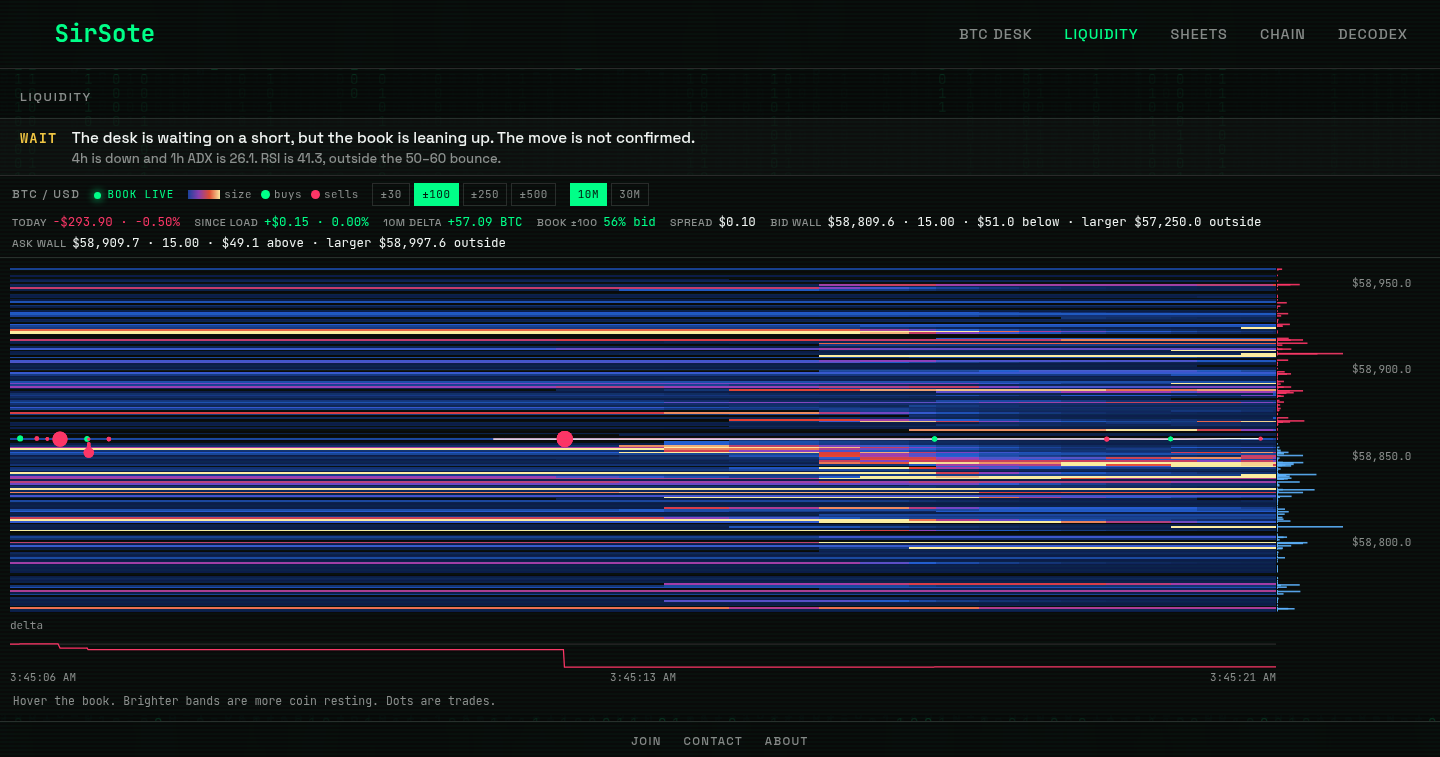 SirSote
BTC DESK LIQUIDITY SHEETS CHAIN DECODEX
LIQUIDITY
WAIT The desk is waiting on a short, but the book is leaning up. The move is not confirmed.
4h is down and 1h ADX is 26.1. RSI is 41.3, outside the 50–60 bounce.
BTC / USD BOOK LIVE size buys sells ±30 ±100 ±250 ±500 10M 30M
TODAY -$293.90 · -0.50% SINCE LOAD +$0.15 · 0.00% 10M DELTA +57.09 BTC BOOK ±100 56% bid SPREAD $0.10 BID WALL $58,809.6 · 15.00 · $51.0 below · larger $57,250.0 outside
ASK WALL $58,909.7 · 15.00 · $49.1 above · larger $58,997.6 outside
$58,950.0
$58,900.0
$58,850.0
$58,800.0
delta
3:45:06 AM 3:45:13 AM 3:45:21 AM
Hover the book. Brighter bands are more coin resting. Dots are trades.
JOIN CONTACT ABOUT